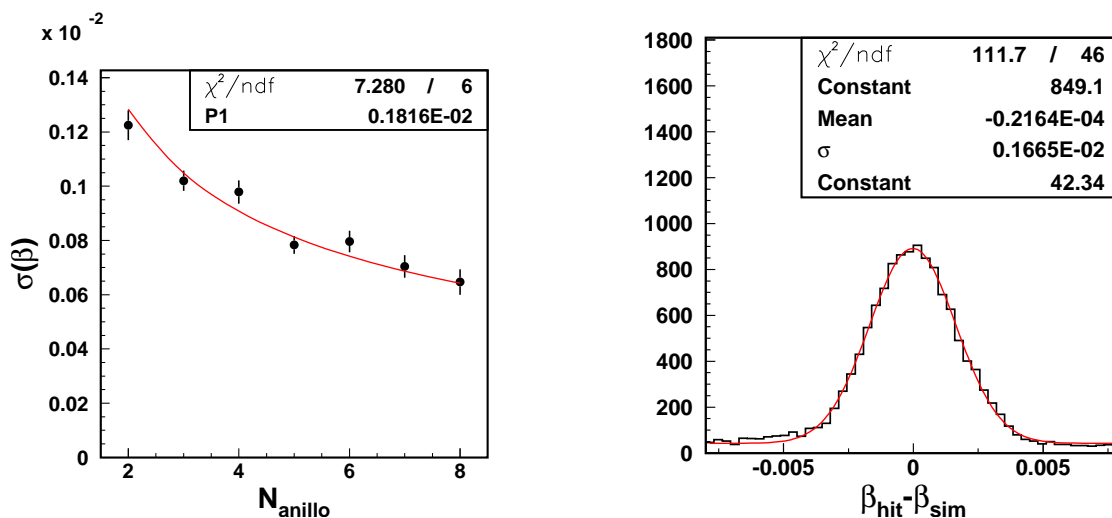 x 10 -2
χ2/ndf 7.280 / 6
P1 0.1816E-02
0.14
0.12
0.1
0.08
0.06
0.04
0.02
0
σ(β)
2 4 6 8
Nanillo
χ2/ndf 111.7 / 46
Constant 849.1
Mean -0.2164E-04
σ 0.1665E-02
Constant 42.34
1800
1600
1400
1200
1000
800
600
400
200
0
-0.005 0 0.005
βhit-βsim